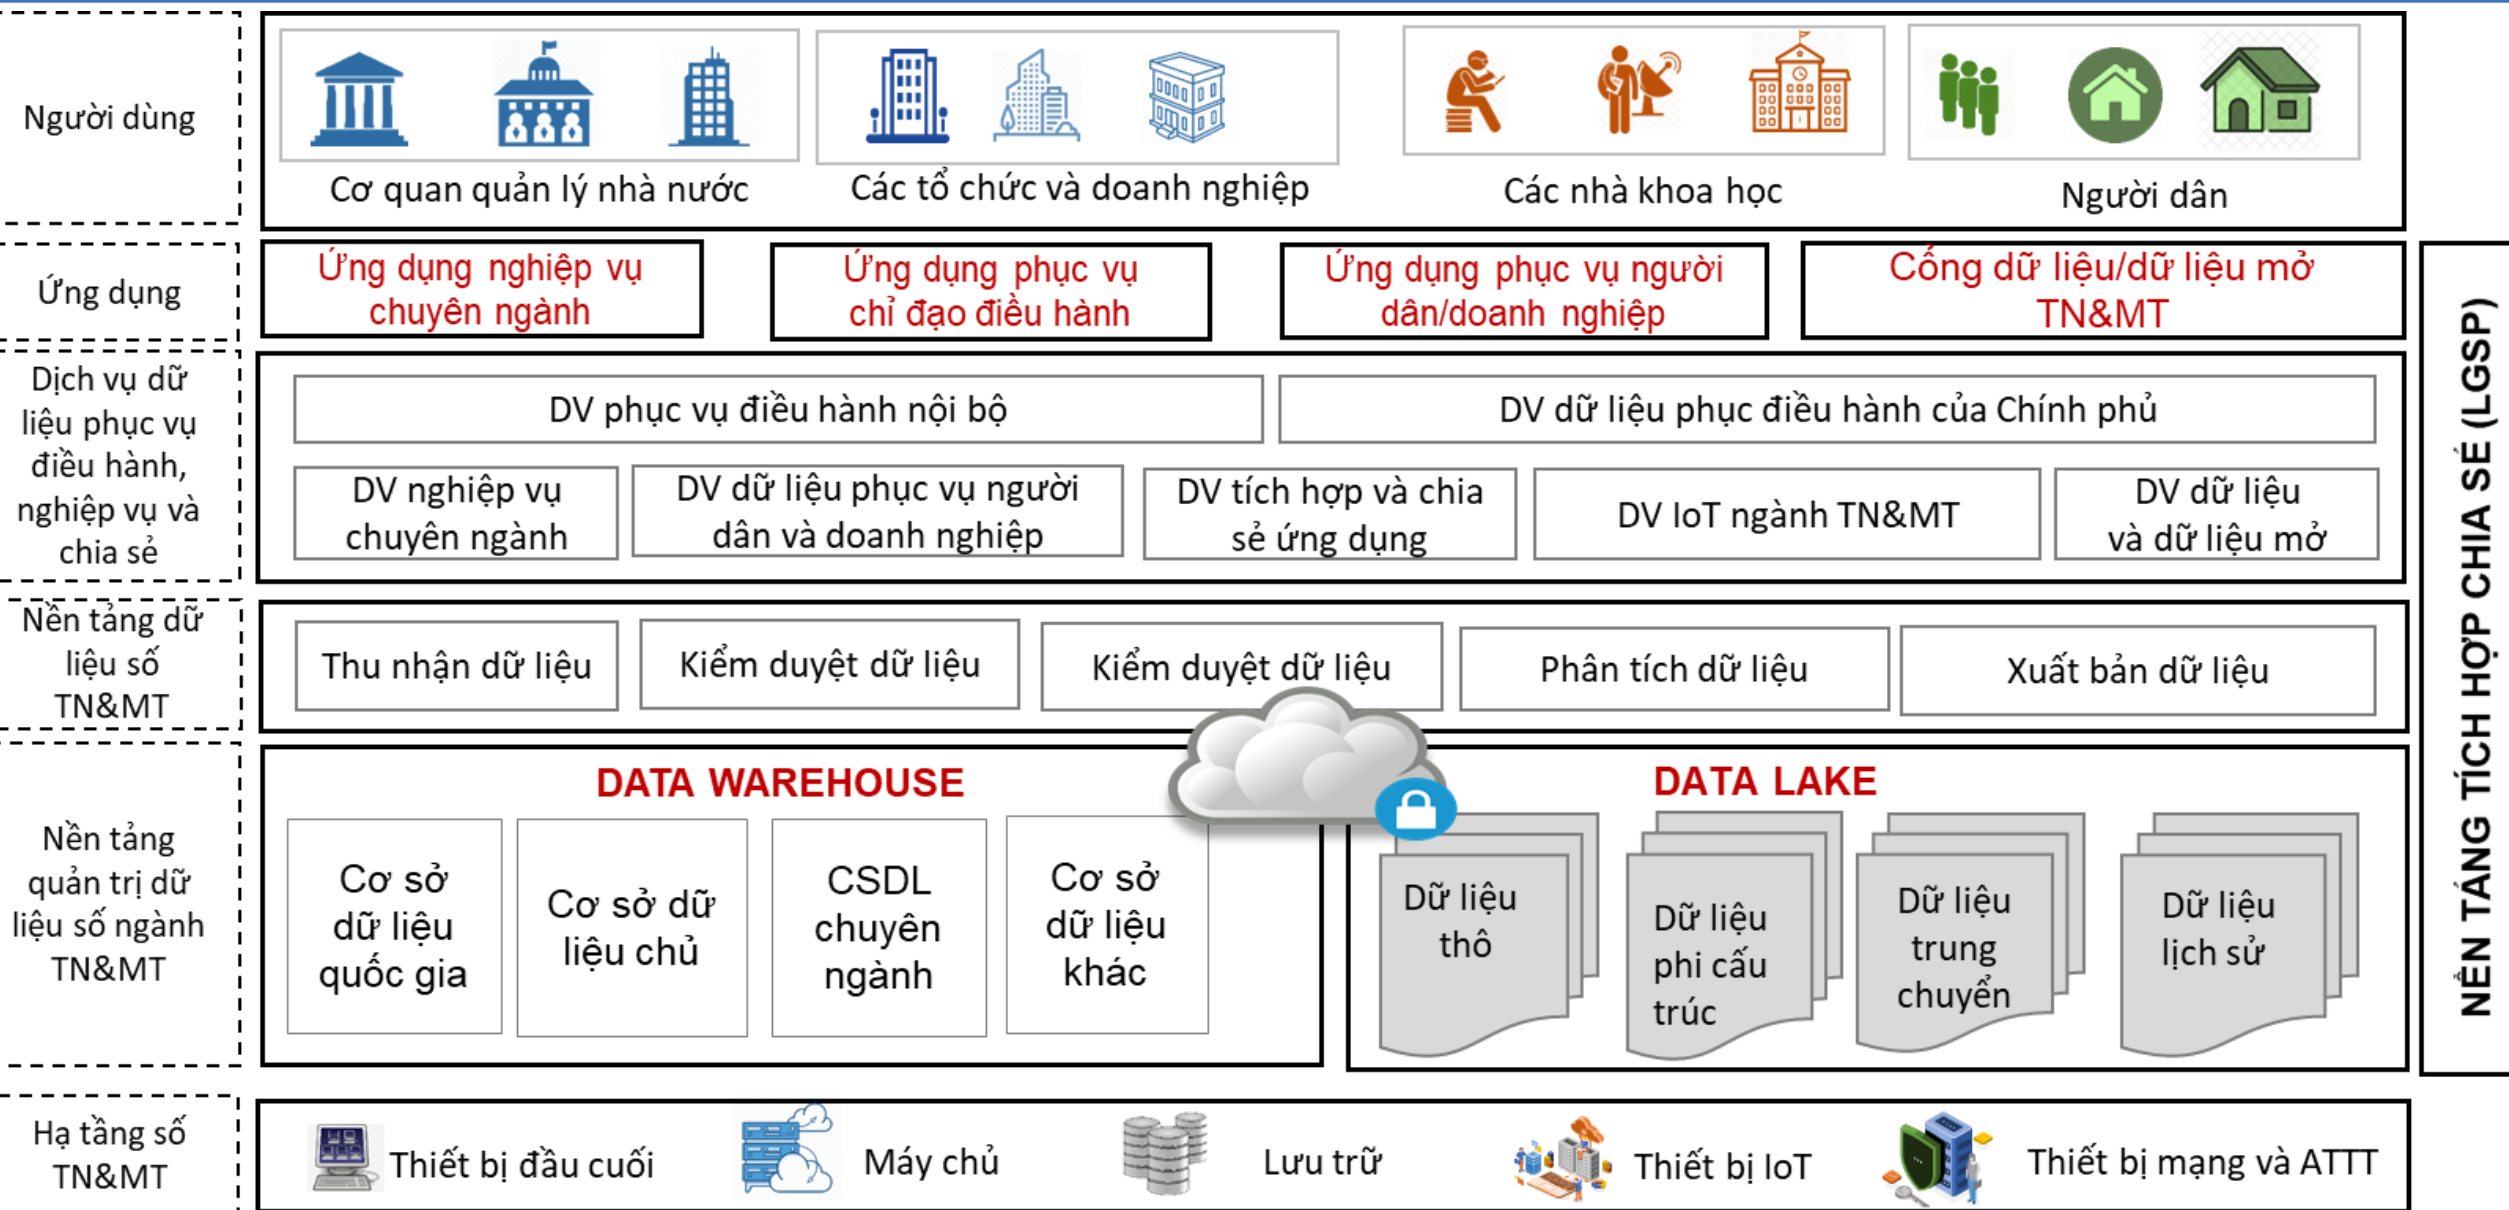 Người dùng
Cơ quan quản lý nhà nước
Các tổ chức và doanh nghiệp
Các nhà khoa học
Người dân
Ứng dụng
Ứng dụng nghiệp vụ
chuyên ngành
Ứng dụng phục vụ
chỉ đạo điều hành
Ứng dụng phục vụ người
dân/doanh nghiệp
Cổng dữ liệu/dữ liệu mở
TN&MT
Dịch vụ dữ
liệu phục vụ
điều hành,
nghiệp vụ và
chia sẻ
DV phục vụ điều hành nội bộ
DV dữ liệu phục điều hành của Chính phủ
DV nghiệp vụ
chuyên ngành
DV dữ liệu phục vụ người
dân và doanh nghiệp
DV tích hợp và chia
sẻ ứng dụng
DV IoT ngành TN&MT
DV dữ liệu
và dữ liệu mở
Nền tảng dữ
liệu số
TN&MT
Thu nhận dữ liệu
Kiểm duyệt dữ liệu
Kiểm duyệt dữ liệu
Phân tích dữ liệu
Xuất bản dữ liệu
Nền tảng
quản trị dữ
liệu số ngành
TN&MT
DATA WAREHOUSE
Cơ sở
dữ liệu
quốc gia
Cơ sở dữ
liệu chủ
CSDL
chuyên
ngành
Cơ sở
dữ liệu
khác
DATA LAKE
Dữ liệu
thô
Dữ liệu
phi cấu
trúc
Dữ liệu
trung
chuyển
Dữ liệu
lịch sử
Hạ tầng số
TN&MT
Thiết bị đầu cuối
Máy chủ
Lưu trữ
Thiết bị IoT
Thiết bị mạng và ATTT
NỀN TẢNG TÍCH HỢP CHIA SẺ (LGSP)